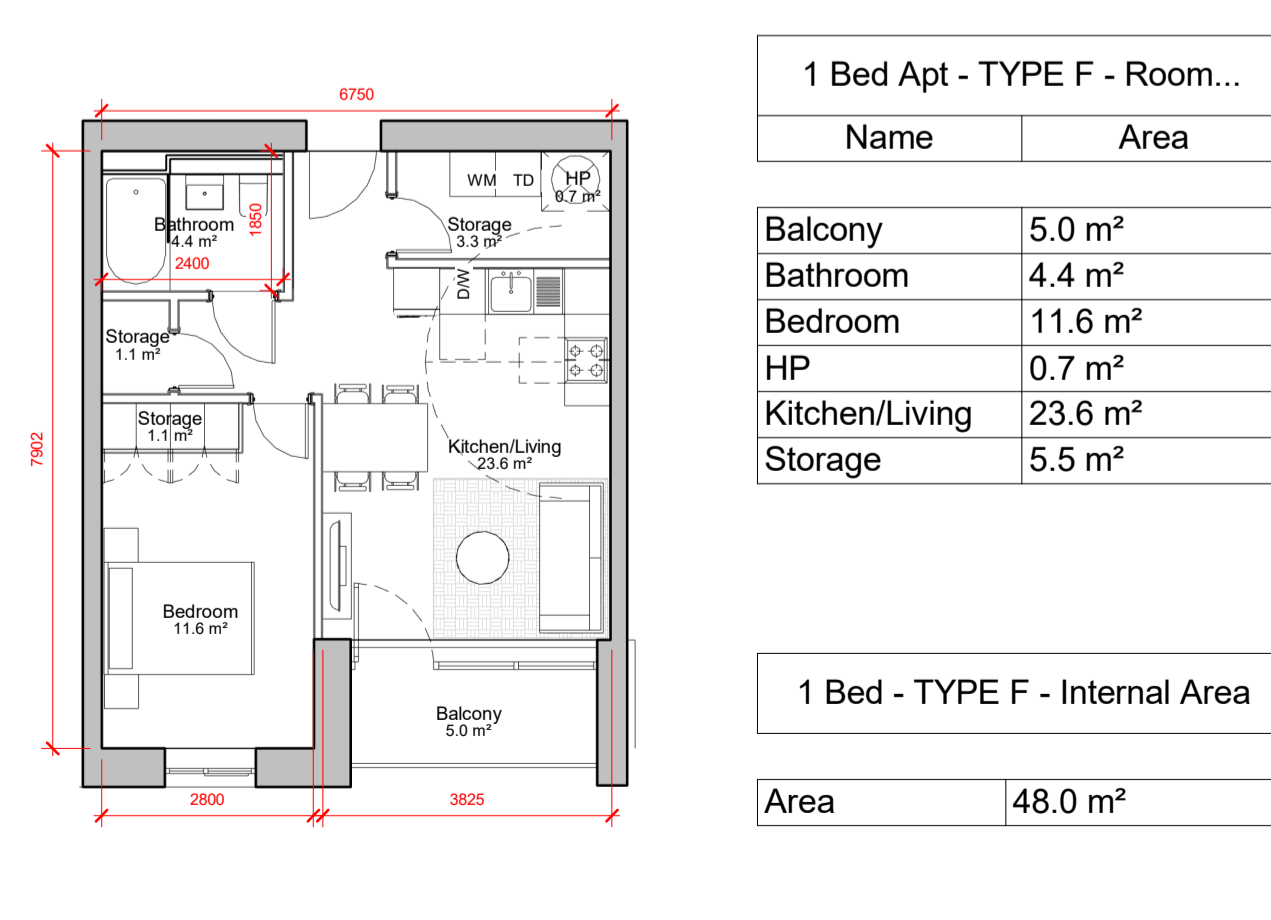 6750
1 Bed Apt - TYPE F - Room...
Name Area
WM TD HP
0.7 m²
Bathroom
4.4 m²
1850
2400
Storage
3.3 m²
D/W
Storage
1.1 m²
Storage
1.1 m²
7902
Kitchen/Living
23.6 m²
Bedroom
11.6 m²
Balcony
5.0 m²
2800
3825
Balcony 5.0 m²
Bathroom 4.4 m²
Bedroom 11.6 m²
HP 0.7 m²
Kitchen/Living 23.6 m²
Storage 5.5 m²
1 Bed - TYPE F - Internal Area
Area 48.0 m²